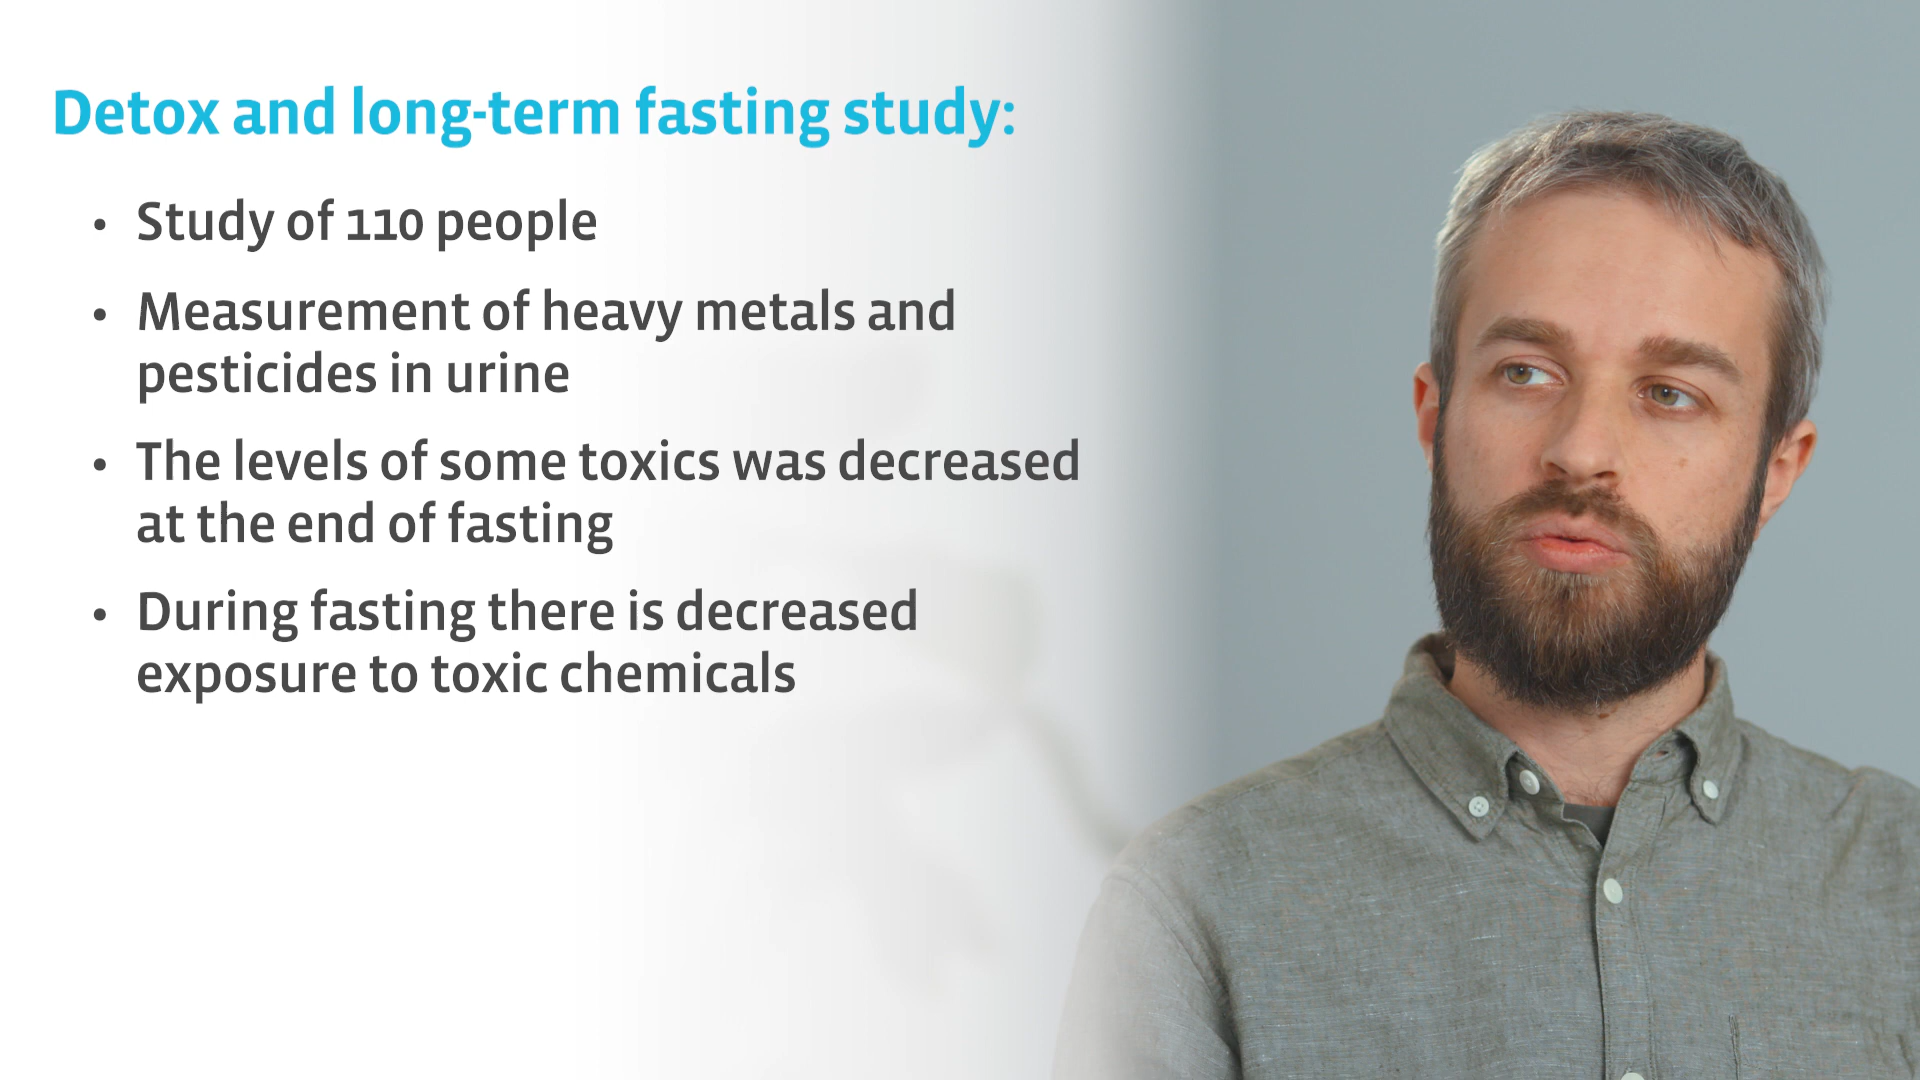 Detox and long-term fasting study:
• Study of 110 people
• Measurement of heavy metals and
pesticides in urine
• The levels of some toxics was decreased
at the end of fasting
• During fasting there is decreased
exposure to toxic chemicals